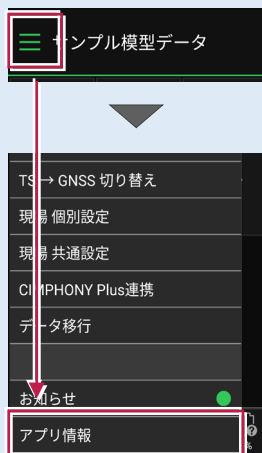 サンプル模型データ
TS → GNSS 切り替え
現場 個別設定
現場 共通設定
CIMPHONY Plus連携
データ移行
お知らせ
アプリ情報
%